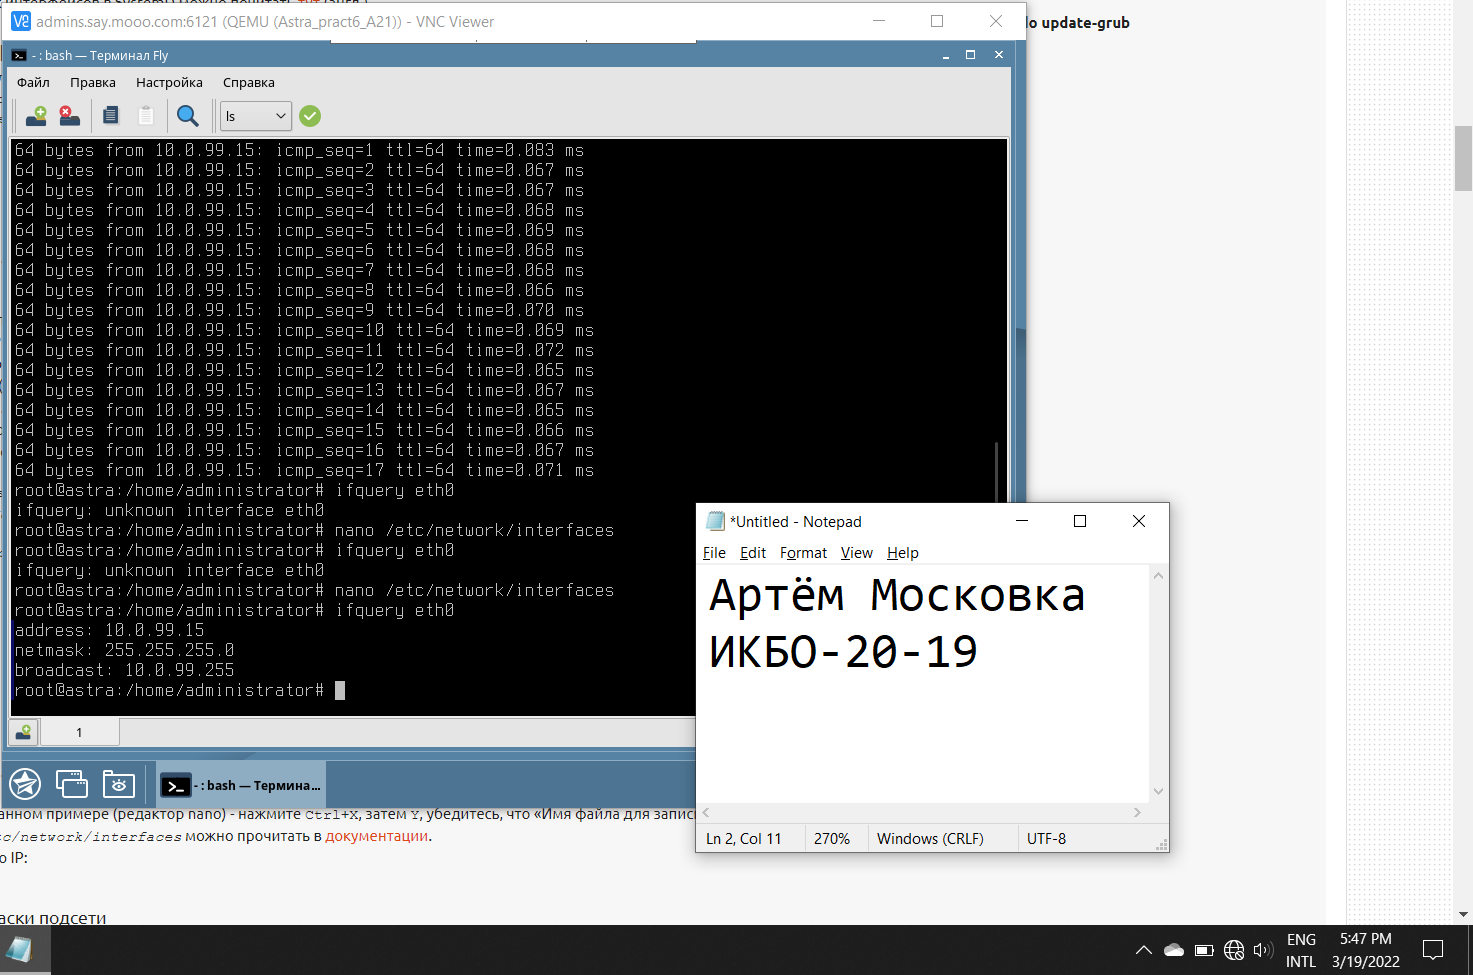 do update-grub
admins.say.mooo.com:6121 (QEMU (Astra_pract6_A21)) - VNC Viewer
- : bash — Терминал Fly
Файл Правка Настройка Справка
ls
64 bytes from 10.0.99.15: icmp_seq=1 ttl=64 time=0.083 ms
64 bytes from 10.0.99.15: icmp_seq=2 ttl=64 time=0.067 ms
64 bytes from 10.0.99.15: icmp_seq=3 ttl=64 time=0.067 ms
64 bytes from 10.0.99.15: icmp_seq=4 ttl=64 time=0.068 ms
64 bytes from 10.0.99.15: icmp_seq=5 ttl=64 time=0.069 ms
64 bytes from 10.0.99.15: icmp_seq=6 ttl=64 time=0.068 ms
64 bytes from 10.0.99.15: icmp_seq=7 ttl=64 time=0.068 ms
64 bytes from 10.0.99.15: icmp_seq=8 ttl=64 time=0.066 ms
64 bytes from 10.0.99.15: icmp_seq=9 ttl=64 time=0.070 ms
64 bytes from 10.0.99.15: icmp_seq=10 ttl=64 time=0.069 ms
64 bytes from 10.0.99.15: icmp_seq=11 ttl=64 time=0.072 ms
64 bytes from 10.0.99.15: icmp_seq=12 ttl=64 time=0.065 ms
64 bytes from 10.0.99.15: icmp_seq=13 ttl=64 time=0.067 ms
64 bytes from 10.0.99.15: icmp_seq=14 ttl=64 time=0.065 ms
64 bytes from 10.0.99.15: icmp_seq=15 ttl=64 time=0.066 ms
64 bytes from 10.0.99.15: icmp_seq=16 ttl=64 time=0.067 ms
64 bytes from 10.0.99.15: icmp_seq=17 ttl=64 time=0.071 ms
root@astra:/home/administrator# ifquery eth0
ifquery: unknown interface eth0
root@astra:/home/administrator# nano /etc/network/interfaces
root@astra:/home/administrator# ifquery eth0
ifquery: unknown interface eth0
root@astra:/home/administrator# nano /etc/network/interfaces
root@astra:/home/administrator# ifquery eth0
address: 10.0.99.15
netmask: 255.255.255.0
broadcast: 10.0.99.255
root@astra:/home/administrator#
1
- : bash — Термина...
*Untitled - Notepad
File Edit Format View Help
Артём Московка
ИКБО-20-19
Ln 2, Col 11 270% Windows (CRLF) UTF-8
анном примере (редактор nano) - нажмите Ctrl+X, затем Y, убедитесь, что «Имя файла для запис
c/network/interfaces можно прочитать в документации.
о IP:
аски подсети
ENG
INTL
5:47 PM
3/19/2022